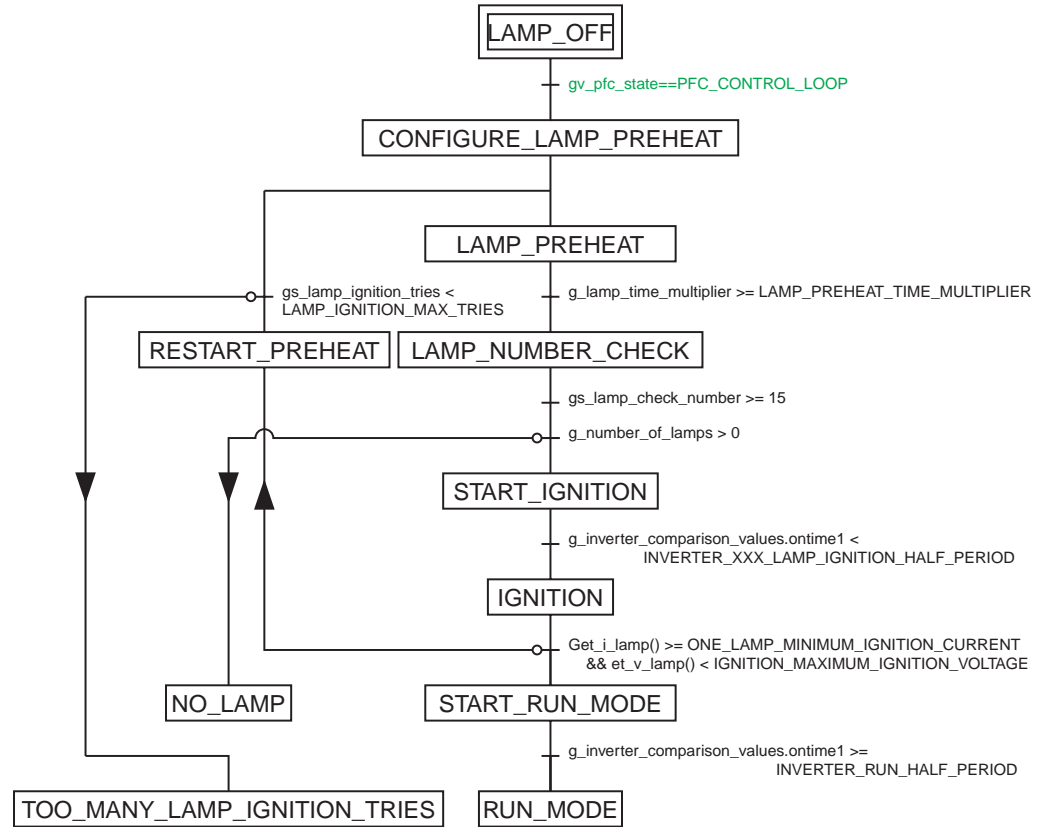 LAMP_OFF
gv_pfc_state==PFC_CONTROL_LOOP
CONFIGURE_LAMP_PREHEAT
LAMP_PREHEAT
gs_lamp_ignition_tries <
LAMP_IGNITION_MAX_TRIES
g_lamp_time_multiplier >= LAMP_PREHEAT_TIME_MULTIPLIER
RESTART_PREHEAT
LAMP_NUMBER_CHECK
gs_lamp_check_number >= 15
g_number_of_lamps > 0
START_IGNITION
g_inverter_comparison_values.ontime1 <
INVERTER_XXX_LAMP_IGNITION_HALF_PERIOD)
IGNITION
Get_i_lamp() >= ONE_LAMP_MINIMUM_IGNITION_CURRENT
&& et_v_lamp() < IGNITION_MAXIMUM_IGNITION_VOLTAGE
NO_LAMP
START_RUN_MODE
g_inverter_comparison_values.ontime1 >=
INVERTER_RUN_HALF_PERIOD)
TOO_MANY_LAMP_IGNITION_TRIES
RUN_MODE